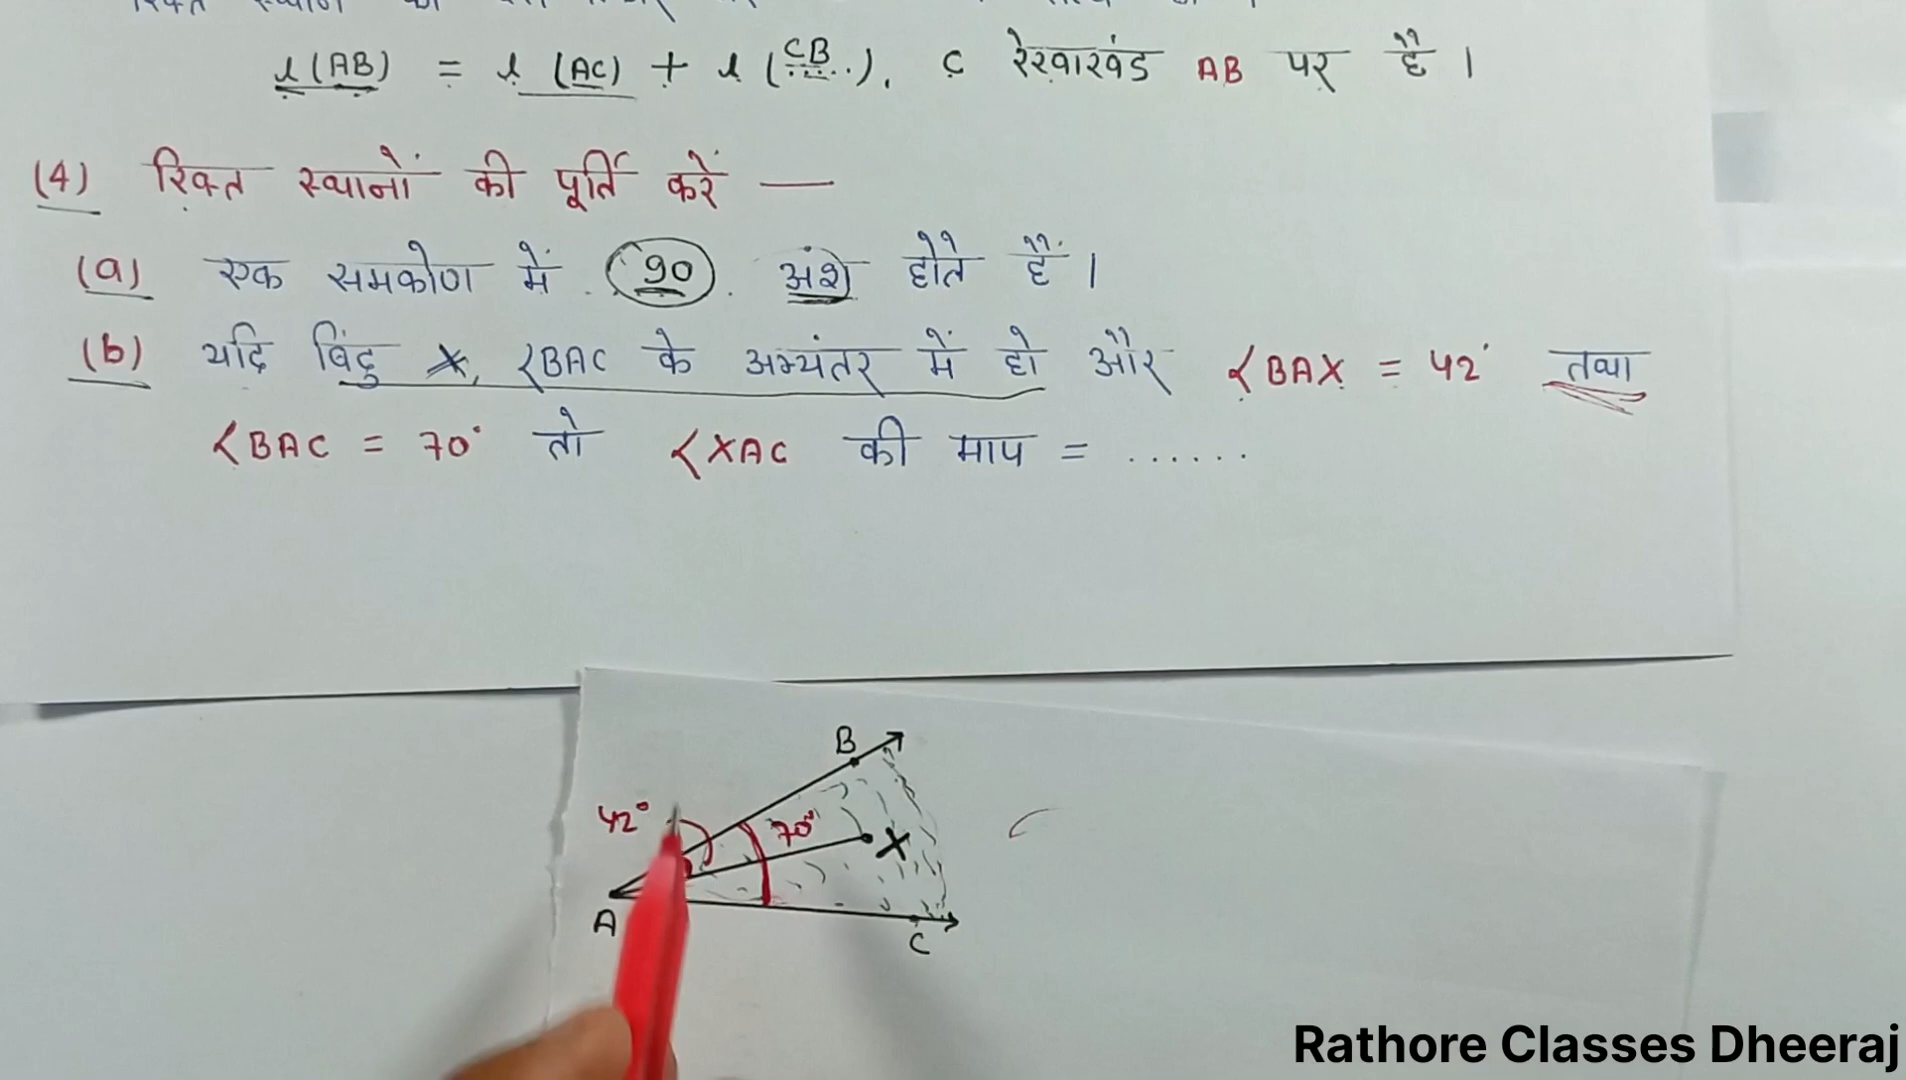 रिक्त स्थान
l (AB) = l (AC) + l (CB). C रेखाखंड AB पर है ।
(4) रिक्त स्थानों की पूर्ति करें —
(a) एक समकोण में . 90 . अंश होते हैं ।
(b) यदि बिंदु X, ∠BAC के अभ्यंतर में हो और ∠BAX = 42° तथा
∠BAC = 70° तो ∠XAC की माप = ......
B
42°
70°
X
A
C
Rathore Classes Dheeraj